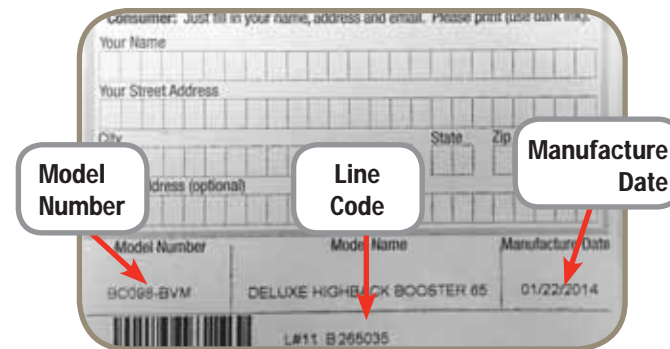 Consumer: Just fill in your name, address and email. Please print (use dark ink).
Your Name
Your Street Address
City State Zip
Model Number
Line Code
Manufacture Date
dress (optional)
Model Number Model Name Manufacture Date
BC098-BVM DELUXE HIGHBACK BOOSTER 65 01/22/2014
L#11 B265035